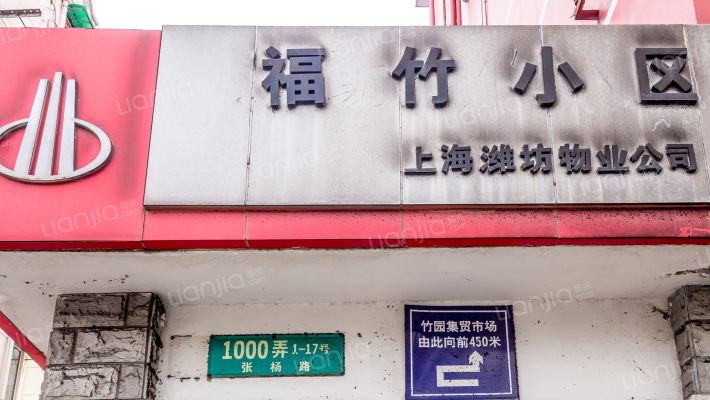 福竹小区
上海潍坊物业公司
1000弄 1-17号
张杨路
竹园集贸市场
由此向前450米